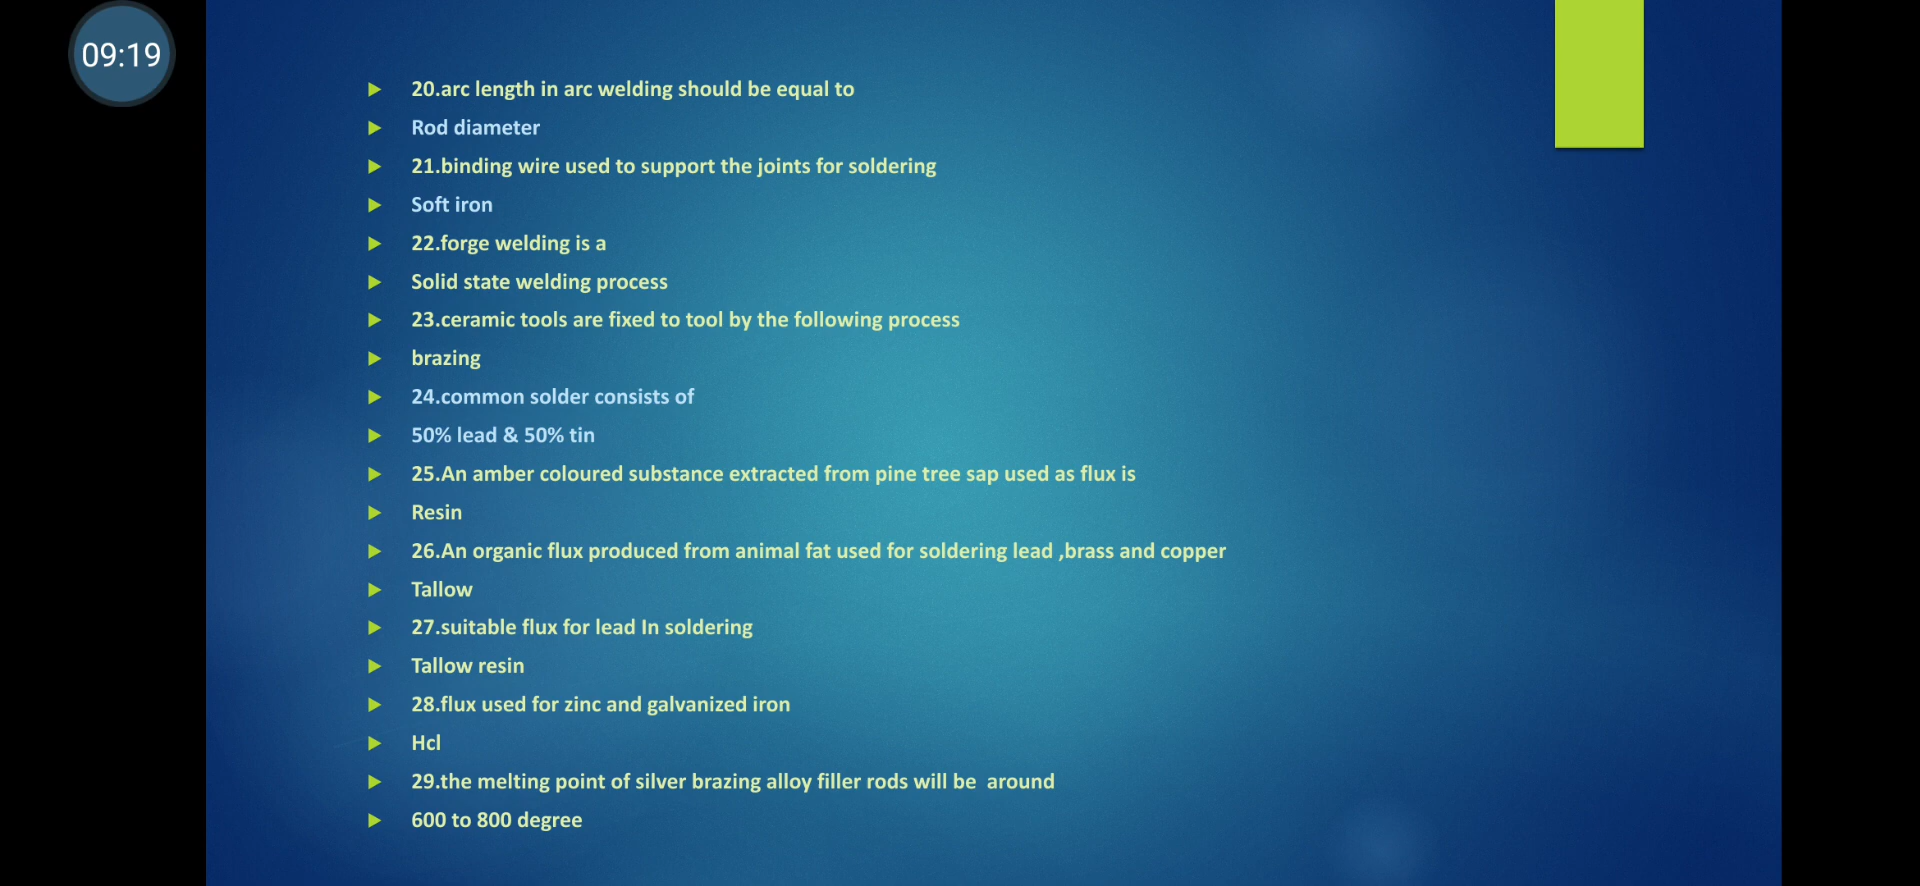 09:19
20.arc length in arc welding should be equal to
Rod diameter
21.binding wire used to support the joints for soldering
Soft iron
22.forge welding is a
Solid state welding process
23.ceramic tools are fixed to tool by the following process
brazing
24.common solder consists of
50% lead & 50% tin
25.An amber coloured substance extracted from pine tree sap used as flux is
Resin
26.An organic flux produced from animal fat used for soldering lead ,brass and copper
Tallow
27.suitable flux for lead In soldering
Tallow resin
28.flux used for zinc and galvanized iron
Hcl
29.the melting point of silver brazing alloy filler rods will be  around
600 to 800 degree